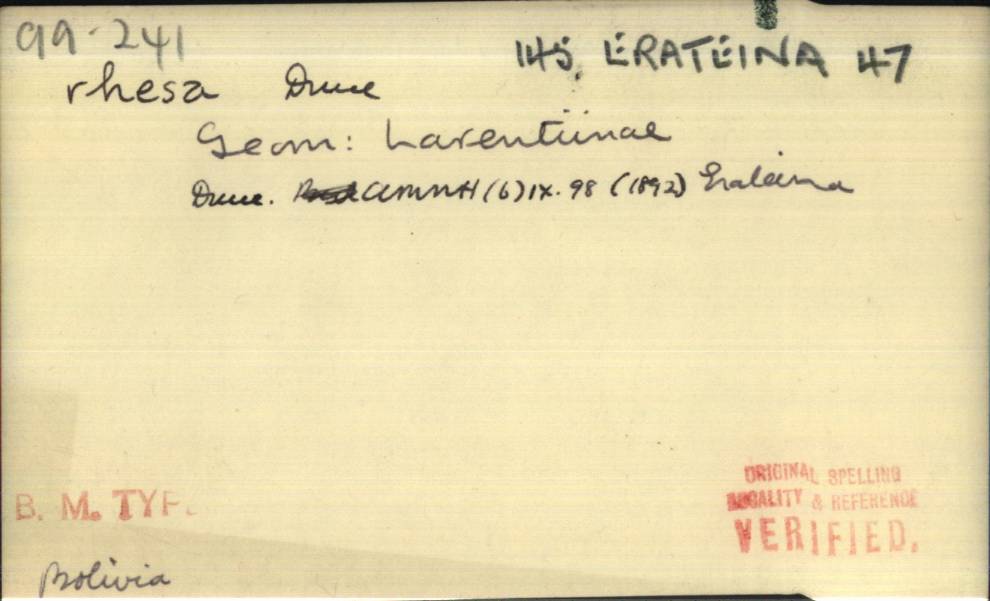 99.241
145. ERATEINA 47
rhesa Druce
Geom: Larentiinae
Druce. AMNH (6) IX. 98 (1892) Erateina
B. M. TYP.
ORIGINAL SPELLING
LOCALITY & REFERENCE
VERIFIED.
Bolivia